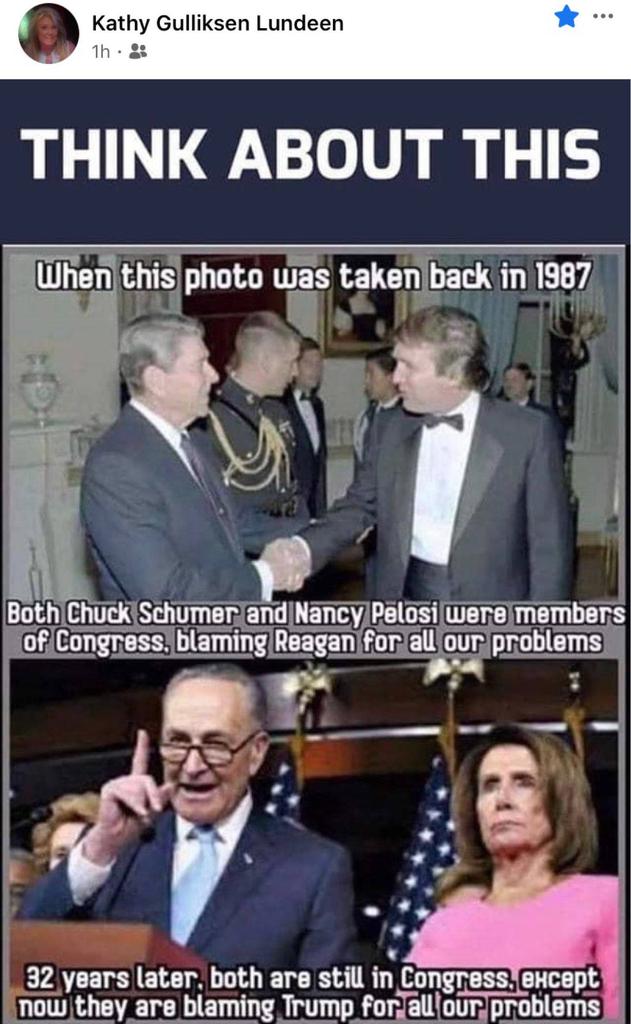 Kathy Gulliksen Lundeen
1h ·
THINK ABOUT THIS
When this photo was taken back in 1987
Both Chuck Schumer and Nancy Pelosi were members
of Congress, blaming Reagan for all our problems
32 years later, both are still in Congress, except
now they are blaming Trump for all our problems